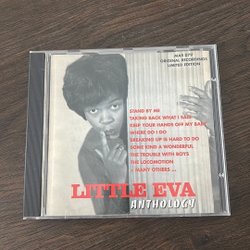 ORIGINAL RECORDINGS
LIMITED EDITION
STAND BY ME
TAKING BACK WHAT I SAID
KEEP YOUR HANDS OFF MY BABY
WHERE DO I GO
BREAKING UP IS HARD TO DO
SOME KIND A WONDERFUL
THE TROUBLE WITH BOYS
THE LOCOMOTION
+ MANY OTHERS ...
LITTLE EVA
ANTHOLOGY